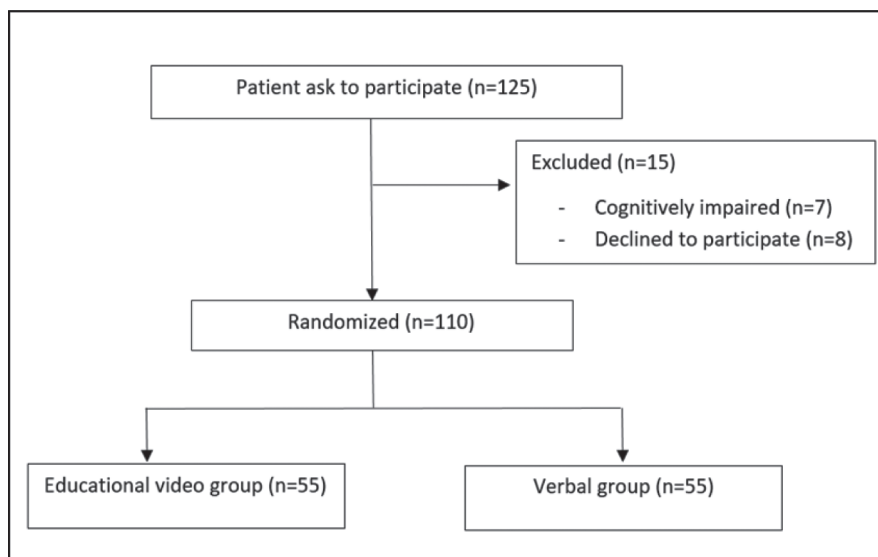 Patient ask to participate (n=125)
Excluded (n=15)
- Cognitively impaired (n=7)
- Declined to participate (n=8)
Randomized (n=110)
Educational video group (n=55)
Verbal group (n=55)